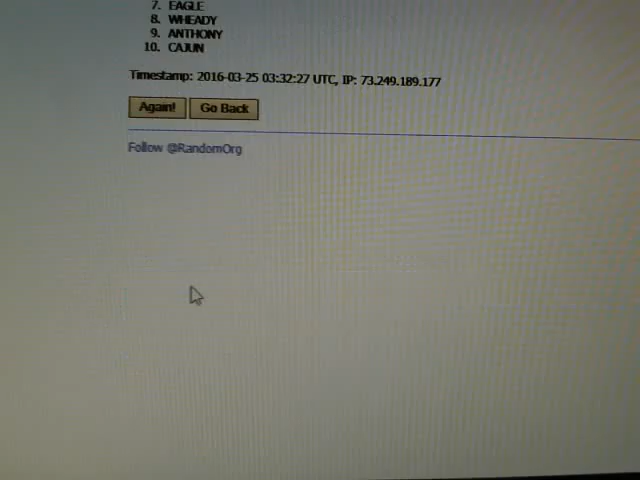 7. EAGLE
8. WHEADY
9. ANTHONY
10. CAJUN
Timestamp: 2016-03-25 03:32:27 UTC, IP: 73.249.189.177
Again! Go Back
Follow @RandomOrg